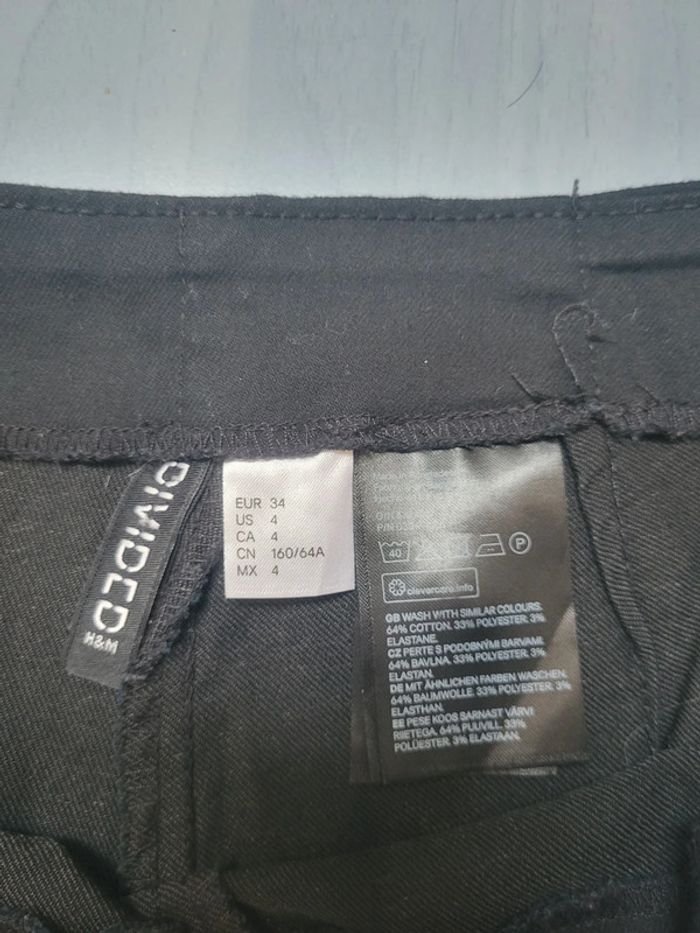 DIVIDED
H&M
EUR 34
US 4
CA 4
CN 160/64A
MX 4
40
P
clevercare.info
GB WASH WITH SIMILAR COLOURS.
64% COTTON. 33% POLYESTER. 3%
ELASTANE.
CZ PERTE S PODOBNÝMI BARVAMI.
64% BAVLNA. 33% POLYESTER. 3%
ELASTAN.
DE MIT ÄHNLICHEN FARBEN WASCHEN.
64% BAUMWOLLE. 33% POLYESTER. 3%
ELASTHAN.
EE PESE KOOS SARNAST VÄRVI
RIIETEGA. 64% PUUVILL. 33%
POLÜESTER. 3% ELASTAAN.